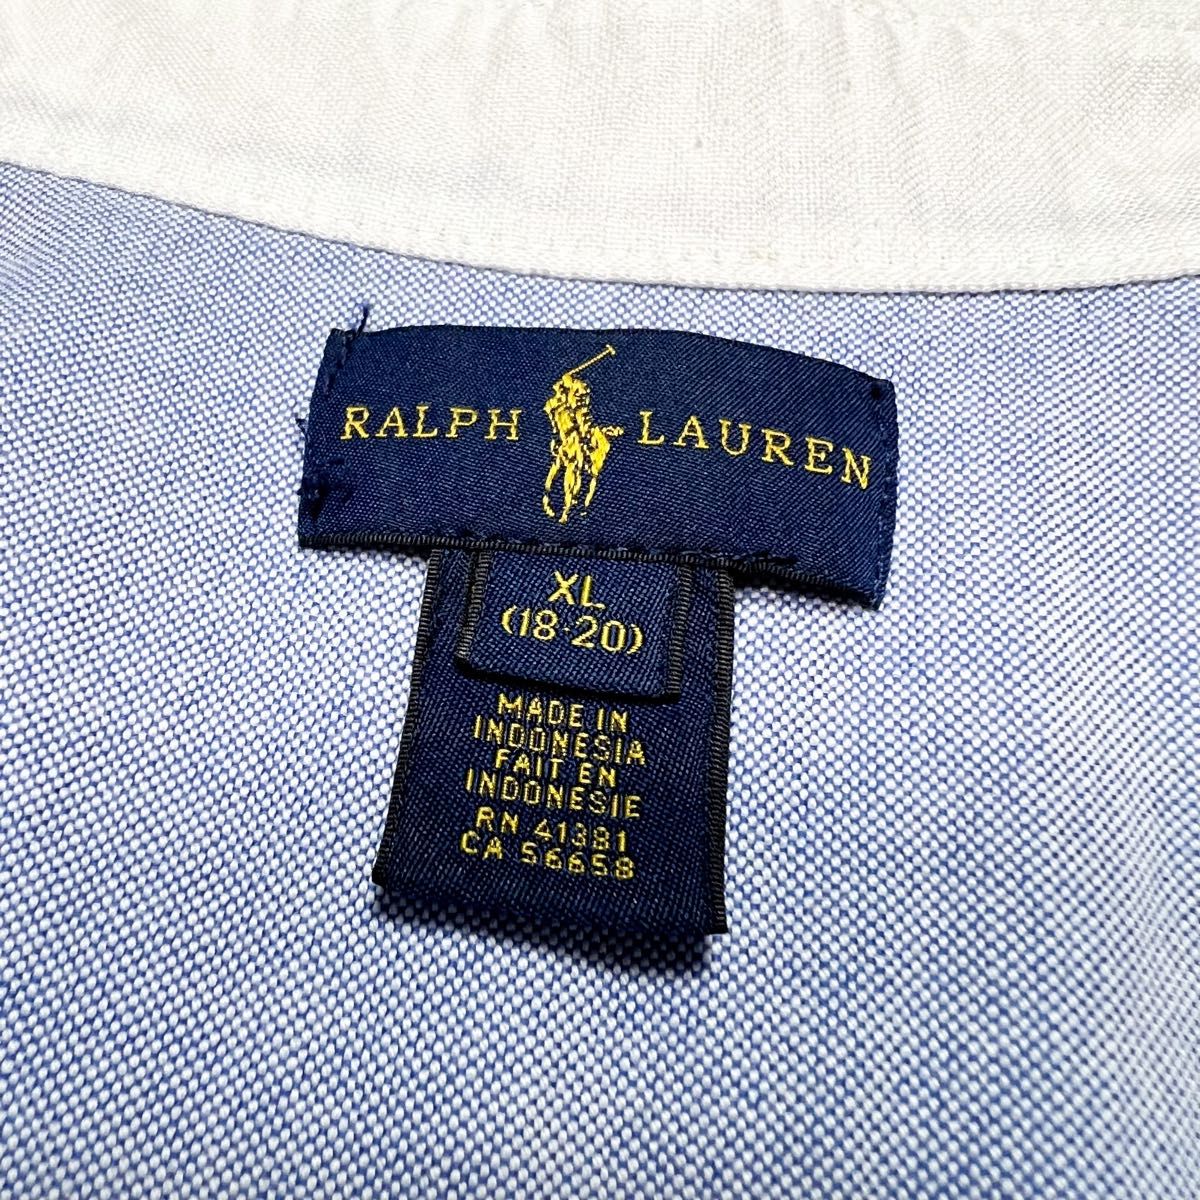 RALPH LAUREN
XL
(18-20)
MADE IN
INDONESIA
FAIT EN
INDONESIE
RN 41381
CA 56658